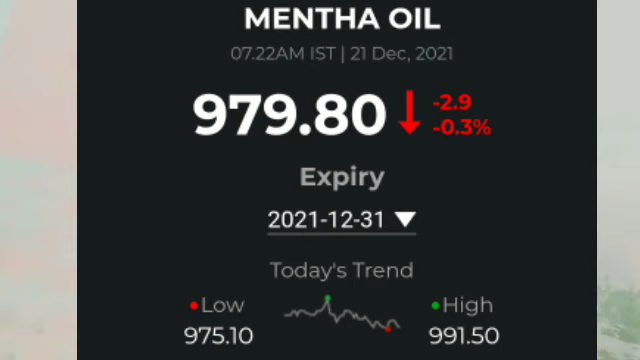 MENTHA OIL
07.22AM IST | 21 Dec, 2021
979.80 -2.9
-0.3%
Expiry
2021-12-31
Today's Trend
Low High
975.10 991.50